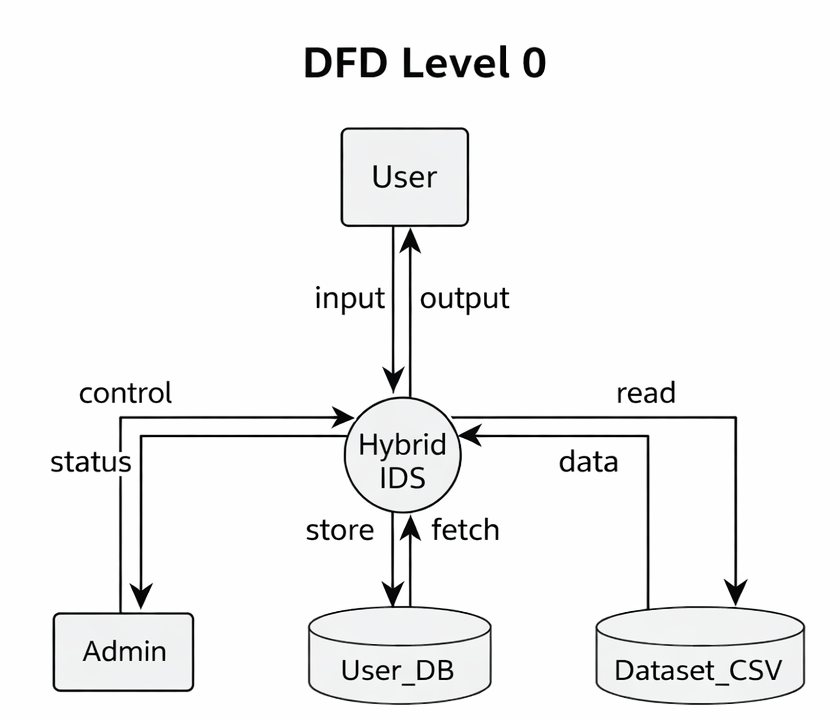 DFD Level 0
User
input
output
control
read
Hybrid
IDS
status
data
store
fetch
Admin
User_DB
Dataset_CSV